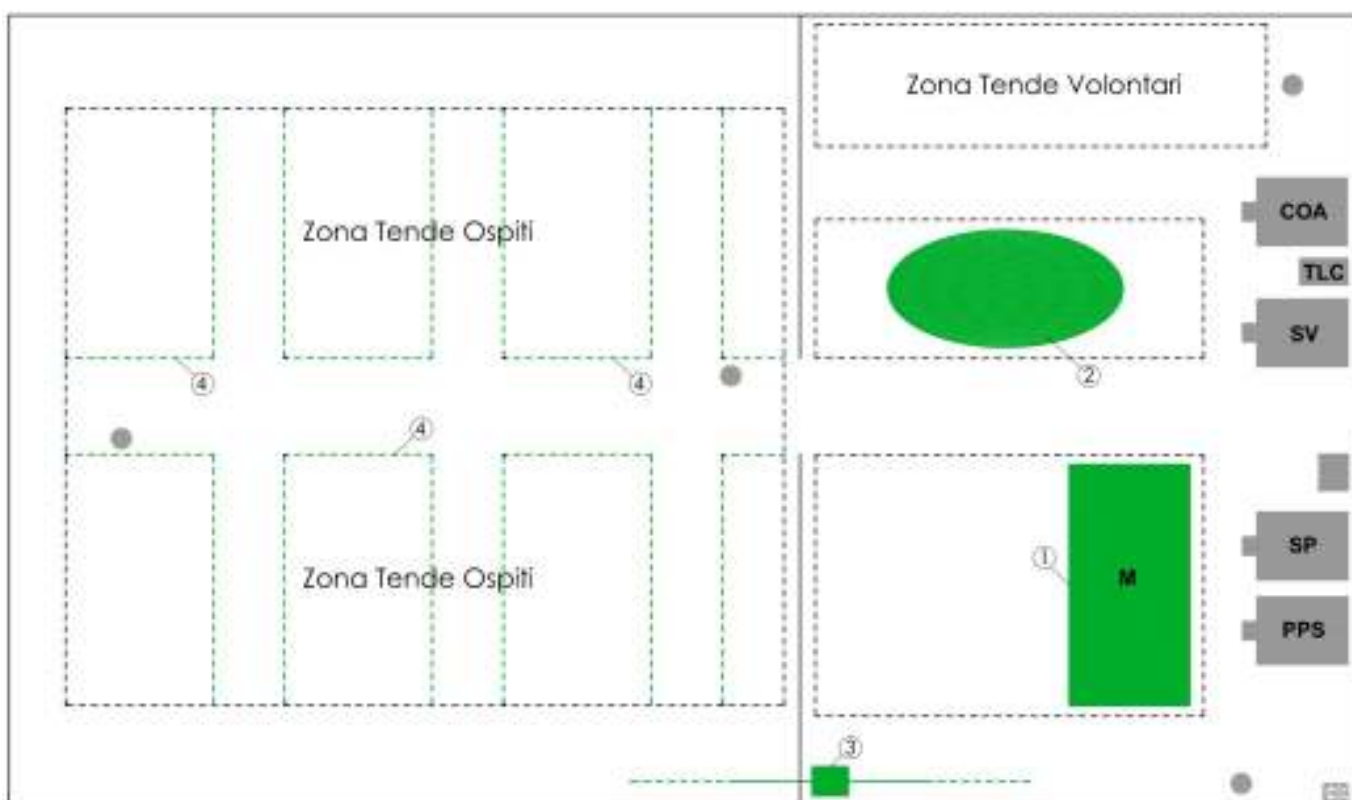 Zona Tende Volontari
COA
Zona Tende Ospiti
TLC
SV
4
4
2
4
SP
1
M
Zona Tende Ospiti
PPS
3